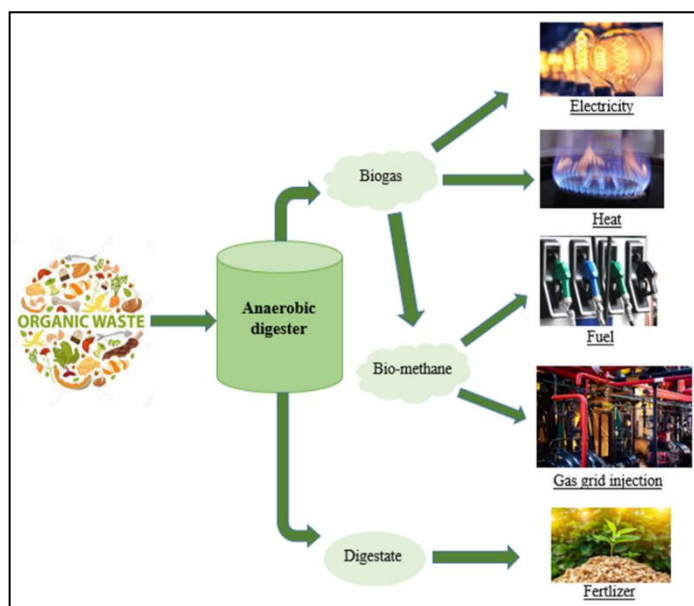 Electricity
Biogas
Heat
ORGANIC WASTE
Anaerobic
digester
Fuel
Bio-methane
Gas grid injection
Digestate
Fertlizer